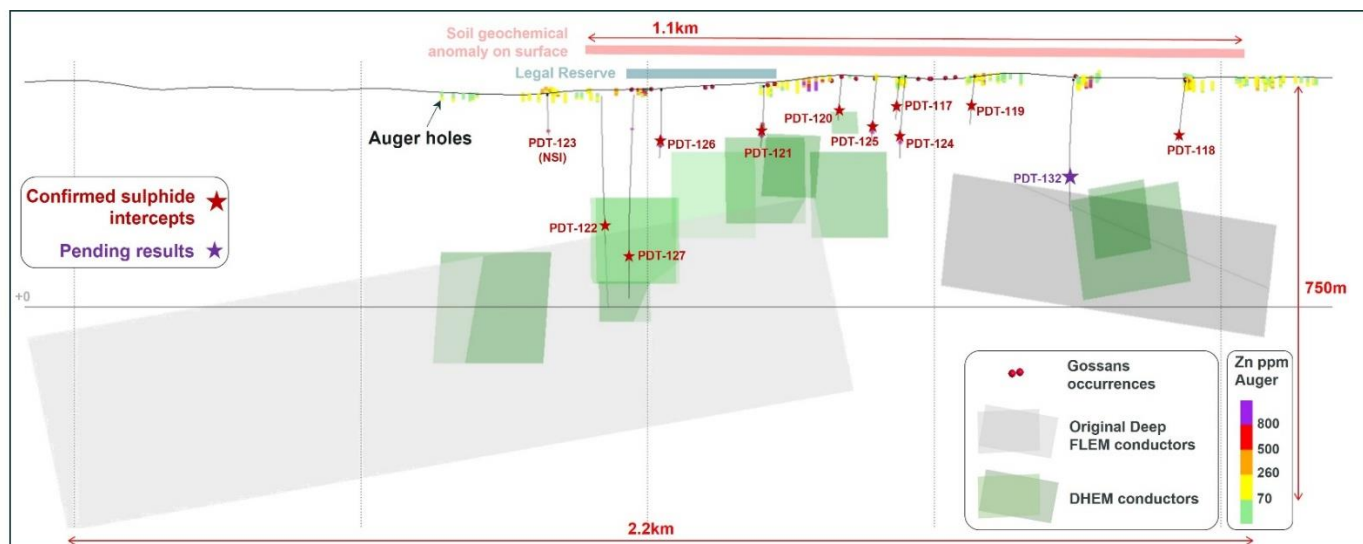 1.1km
Soil geochemical
anomaly on surface
Legal Reserve
Auger holes
PDT-123
(NSI)
PDT-126
PDT-121
PDT-120
PDT-125
PDT-117
PDT-124
PDT-119
PDT-118
PDT-132
Confirmed sulphide
intercepts
Pending results
PDT-122
PDT-127
+0
750m
Gossans
occurrences
Original Deep
FLEM conductors
DHEM conductors
Zn ppm
Auger
800
500
260
70
2.2km